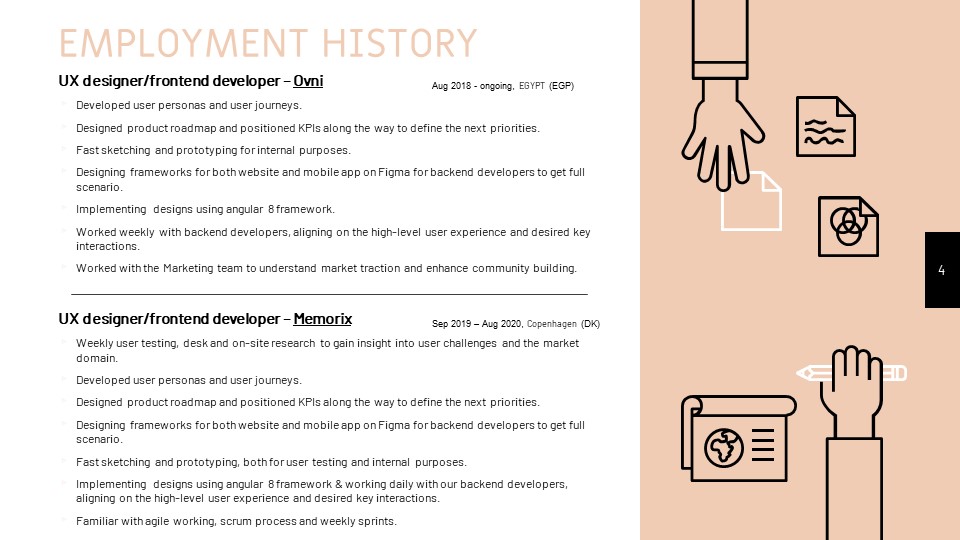 EMPLOYMENT HISTORY
UX designer/frontend developer – Ovni
Aug 2018 - ongoing, EGYPT (EGP)
Developed user personas and user journeys.
Designed product roadmap and positioned KPIs along the way to define the next priorities.
Fast sketching and prototyping for internal purposes.
Designing frameworks for both website and mobile app on Figma for backend developers to get full
scenario.
Implementing designs using angular 8 framework.
Worked weekly with backend developers, aligning on the high-level user experience and desired key
interactions.
Worked with the Marketing team to understand market traction and enhance community building.
UX designer/frontend developer – Memorix
Sep 2019 – Aug 2020, Copenhagen (DK)
Weekly user testing, desk and on-site research to gain insight into user challenges and the market
domain.
Developed user personas and user journeys.
Designed product roadmap and positioned KPIs along the way to define the next priorities.
Designing frameworks for both website and mobile app on Figma for backend developers to get full
scenario.
Fast sketching and prototyping, both for user testing and internal purposes.
Implementing designs using angular 8 framework & working daily with our backend developers,
aligning on the high-level user experience and desired key interactions.
Familiar with agile working, scrum process and weekly sprints.
4